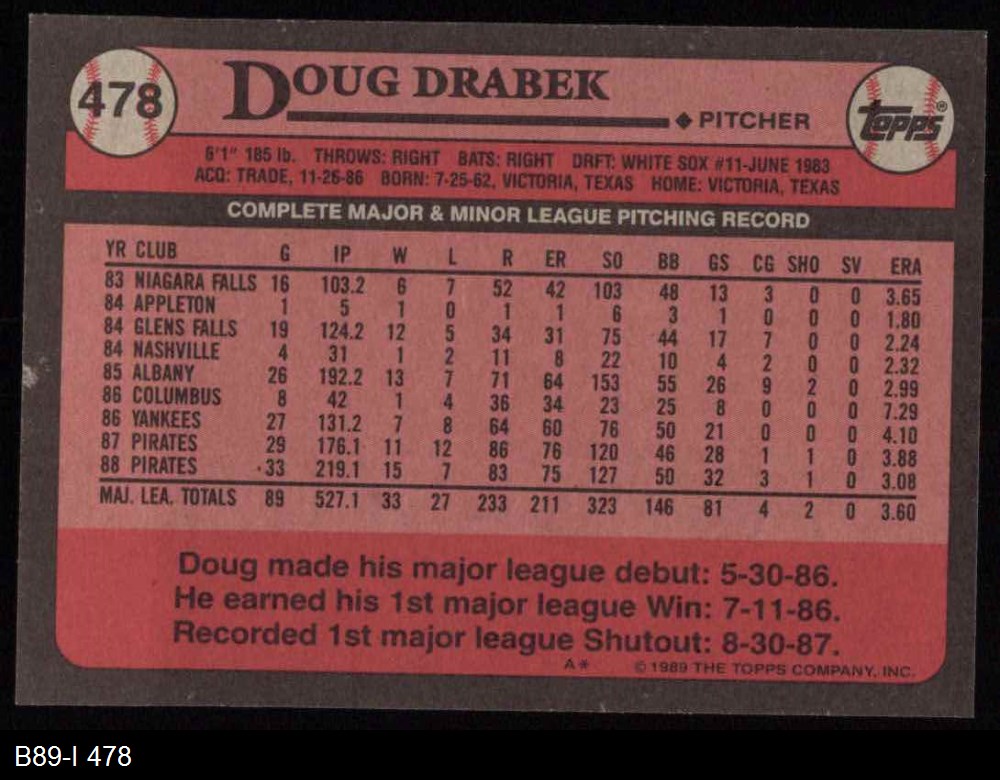 478
DOUG DRABEK
◆ PITCHER
Topps®
6'1" 185 lb. THROWS: RIGHT BATS: RIGHT DRFT: WHITE SOX #11-JUNE 1983
ACQ: TRADE, 11-26-86 BORN: 7-25-62, VICTORIA, TEXAS HOME: VICTORIA, TEXAS
COMPLETE MAJOR & MINOR LEAGUE PITCHING RECORD
YR CLUB G IP W L R ER SO BB GS CG SHO SV ERA
83 NIAGARA FALLS 16 103.2 6 7 52 42 103 48 13 3 0 0 3.65
84 APPLETON 1 5 1 0 1 1 6 3 1 0 0 0 1.80
84 GLENS FALLS 19 124.2 12 5 34 31 75 44 17 7 0 0 2.24
84 NASHVILLE 4 31 1 2 11 8 22 10 4 2 0 0 2.32
85 ALBANY 26 192.2 13 7 71 64 153 55 26 9 2 0 2.99
86 COLUMBUS 8 42 1 4 36 34 23 25 8 0 0 0 7.29
86 YANKEES 27 131.2 7 8 64 60 76 50 21 0 0 0 4.10
87 PIRATES 29 176.1 11 12 86 76 120 46 28 1 1 0 3.88
88 PIRATES 33 219.1 15 7 83 75 127 50 32 3 1 0 3.08
MAJ. LEA. TOTALS 89 527.1 33 27 233 211 323 146 81 4 2 0 3.60
Doug made his major league debut: 5-30-86.
He earned his 1st major league Win: 7-11-86.
Recorded 1st major league Shutout: 8-30-87.
A* © 1989 THE TOPPS COMPANY, INC.
B89-I 478